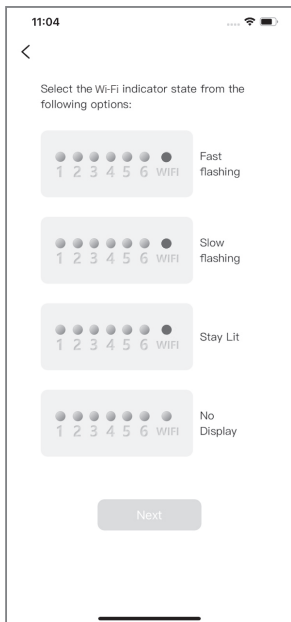 11:04
Select the Wi-Fi indicator state from the
following options:
1 2 3 4 5 6 WIFI
Fast
flashing
1 2 3 4 5 6 WIFI
Slow
flashing
1 2 3 4 5 6 WIFI
Stay Lit
1 2 3 4 5 6 WIFI
No
Display
Next